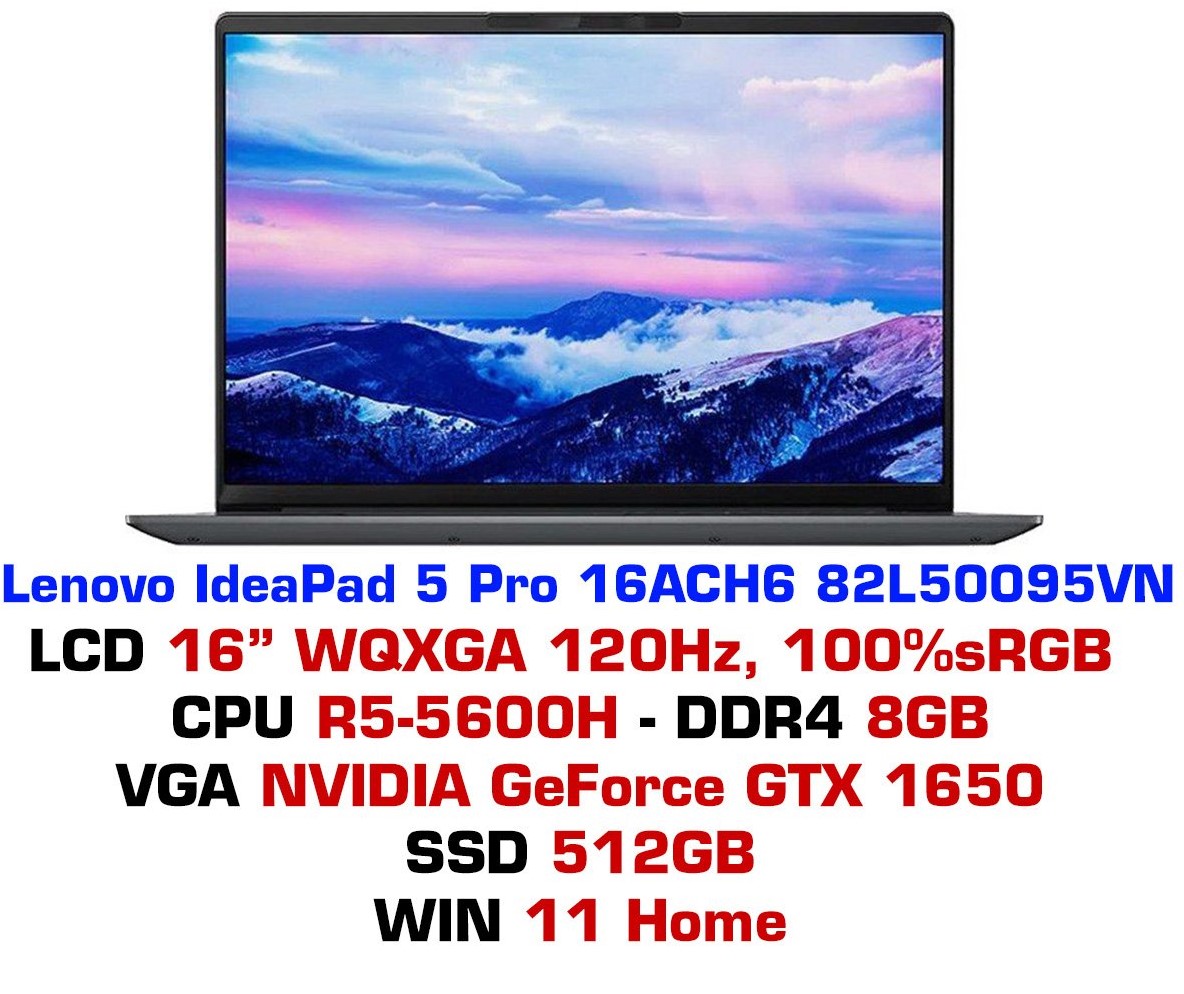 Lenovo IdeaPad 5 Pro 16ACH6 82L50095VN
LCD 16” WQXGA 120Hz, 100%sRGB
CPU R5-5600H - DDR4 8GB
VGA NVIDIA GeForce GTX 1650
SSD 512GB
WIN 11 Home